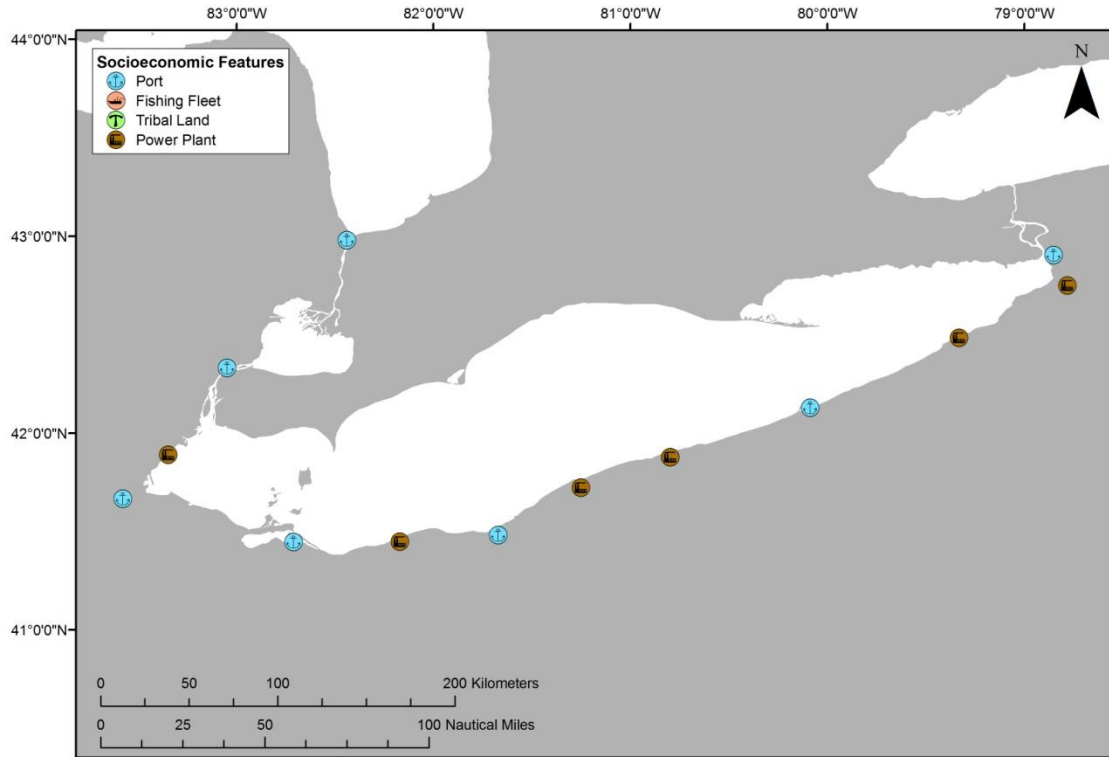 83°0'0"W 82°0'0"W 81°0'0"W 80°0'0"W 79°0'0"W
44°0'0"N
Socioeconomic Features
Port
Fishing Fleet
Tribal Land
Power Plant
N
43°0'0"N
42°0'0"N
41°0'0"N
0 50 100 200 Kilometers
0 25 50 100 Nautical Miles